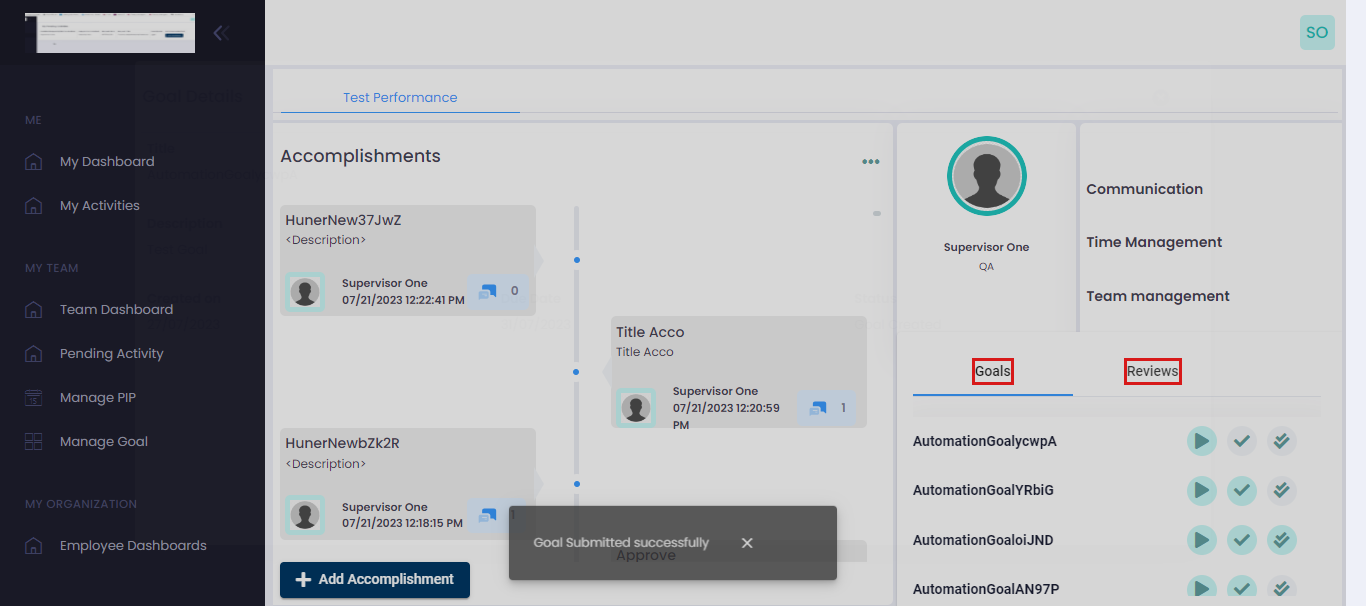 SO
ME
My Dashboard
My Activities
MY TEAM
Team Dashboard
Pending Activity
Manage PIP
Manage Goal
MY ORGANIZATION
Employee Dashboards
Test Performance
Accomplishments
HunerNew37JwZ
<Description>
Supervisor One
07/21/2023 12:22:41 PM
0
Title Acco
Title Acco
Supervisor One
07/21/2023 12:20:59
PM
1
HunerNewbZk2R
<Description>
Supervisor One
07/21/2023 12:18:15 PM
1
Approve
Goal Submitted successfully
Add Accomplishment
Supervisor One
QA
Communication
Time Management
Team management
Goals
Reviews
AutomationGoalycwpA
AutomationGoalYRbiG
AutomationGoaloiJND
AutomationGoalAN97P